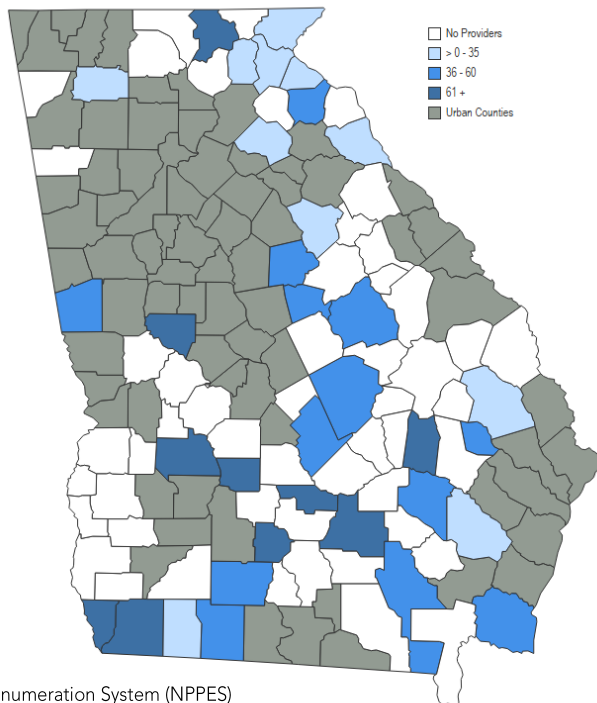 No Providers
> 0 - 35
36 - 60
61 +
Urban Counties
numeration System (NPPES)